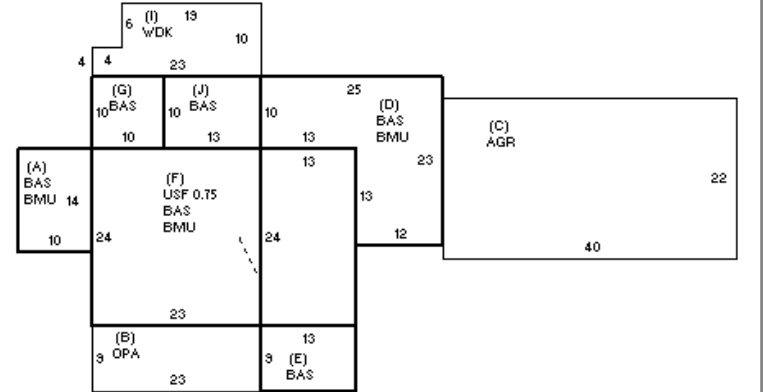 6 (I) 19
WDK
10
4 4 23
(G) (J) 25
10 BAS 10 BAS 10 (D)
BAS
BMU
10 13 13
(A) 13
BAS (F) 23
BMU 14 USF 0.75 13
BAS
BMU
(C)
AGR
22
10 24 24 12 40
23
(B) 13
9 OPA 9 (E)
23 BAS